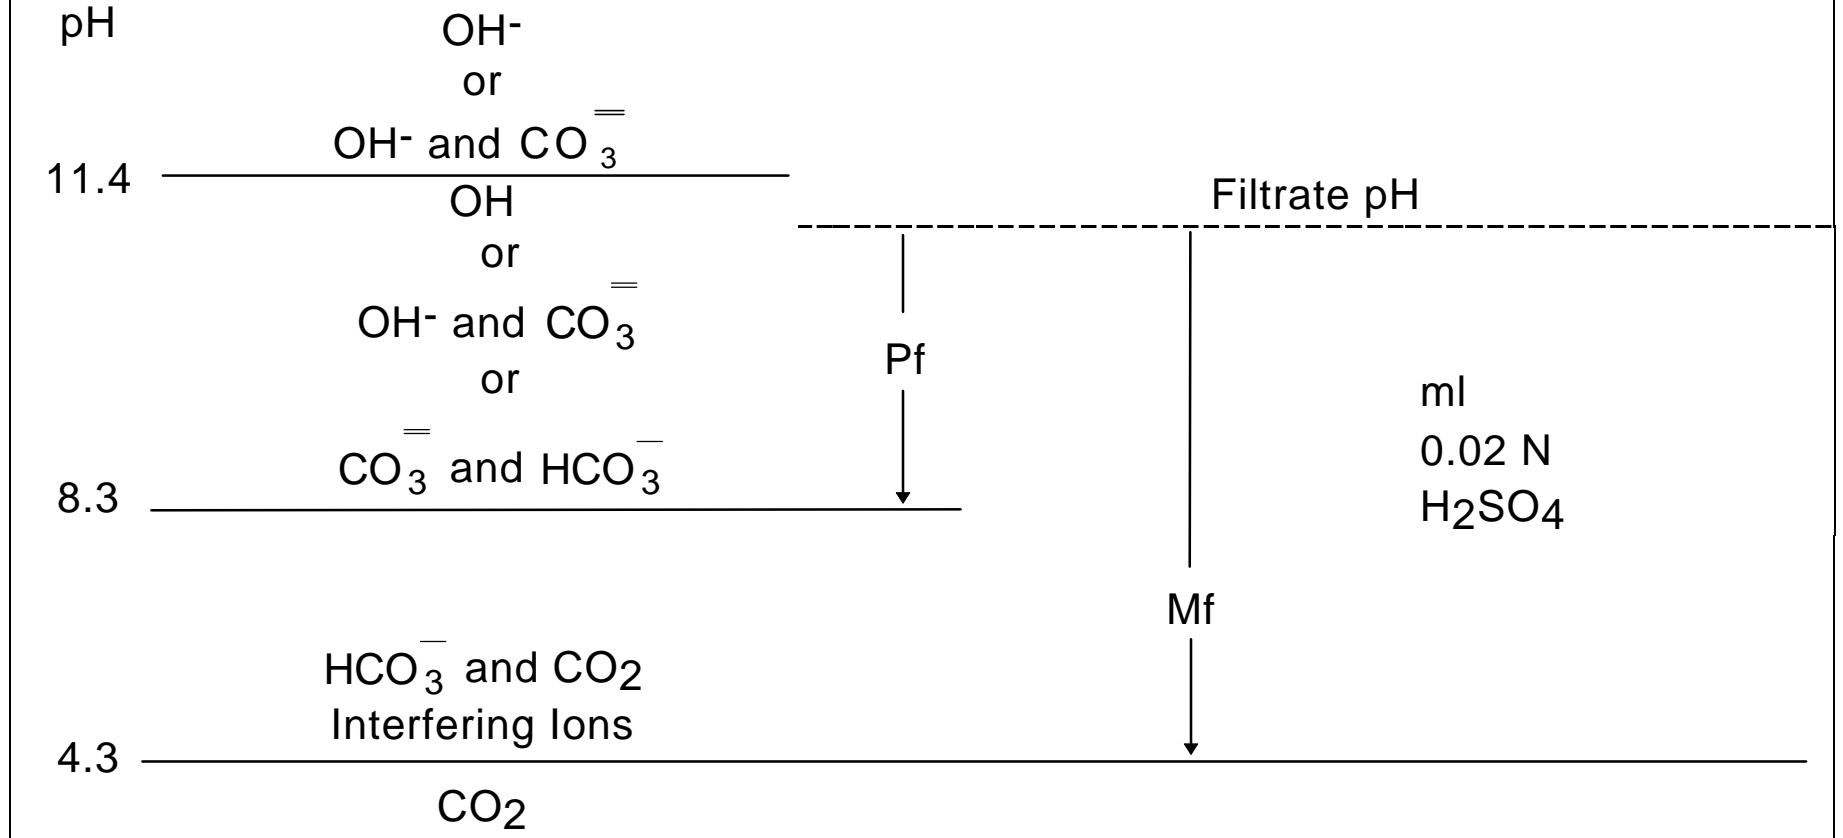 pH
OH-
or
OH- and CO3=
11.4
OH
or
OH- and CO3=
or
CO3= and HCO3-
8.3
HCO3- and CO2
Interfering Ions
4.3
CO2
Filtrate pH
Pf
Mf
ml
0.02 N
H2SO4